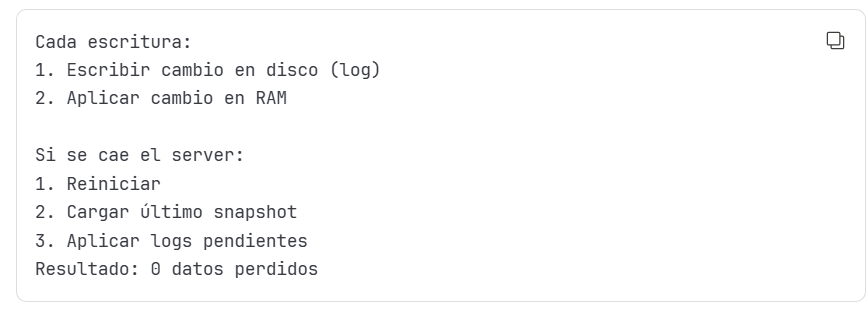 Cada escritura:
1. Escribir cambio en disco (log)
2. Aplicar cambio en RAM
Si se cae el server:
1. Reiniciar
2. Cargar último snapshot
3. Aplicar logs pendientes
Resultado: 0 datos perdidos